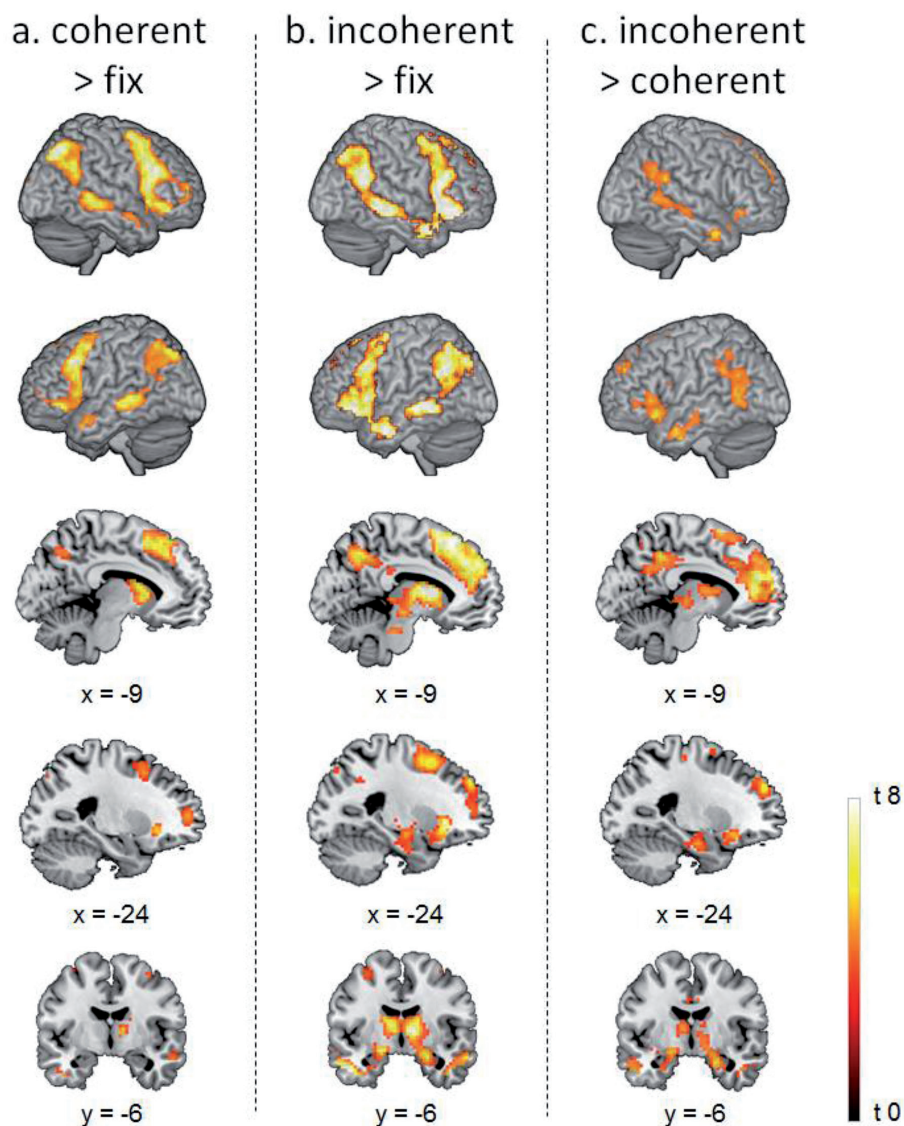 a. coherent
> fix
b. incoherent
> fix
c. incoherent
> coherent
x = -9
x = -9
x = -9
x = -24
x = -24
x = -24
y = -6
y = -6
y = -6
t 8
t 0